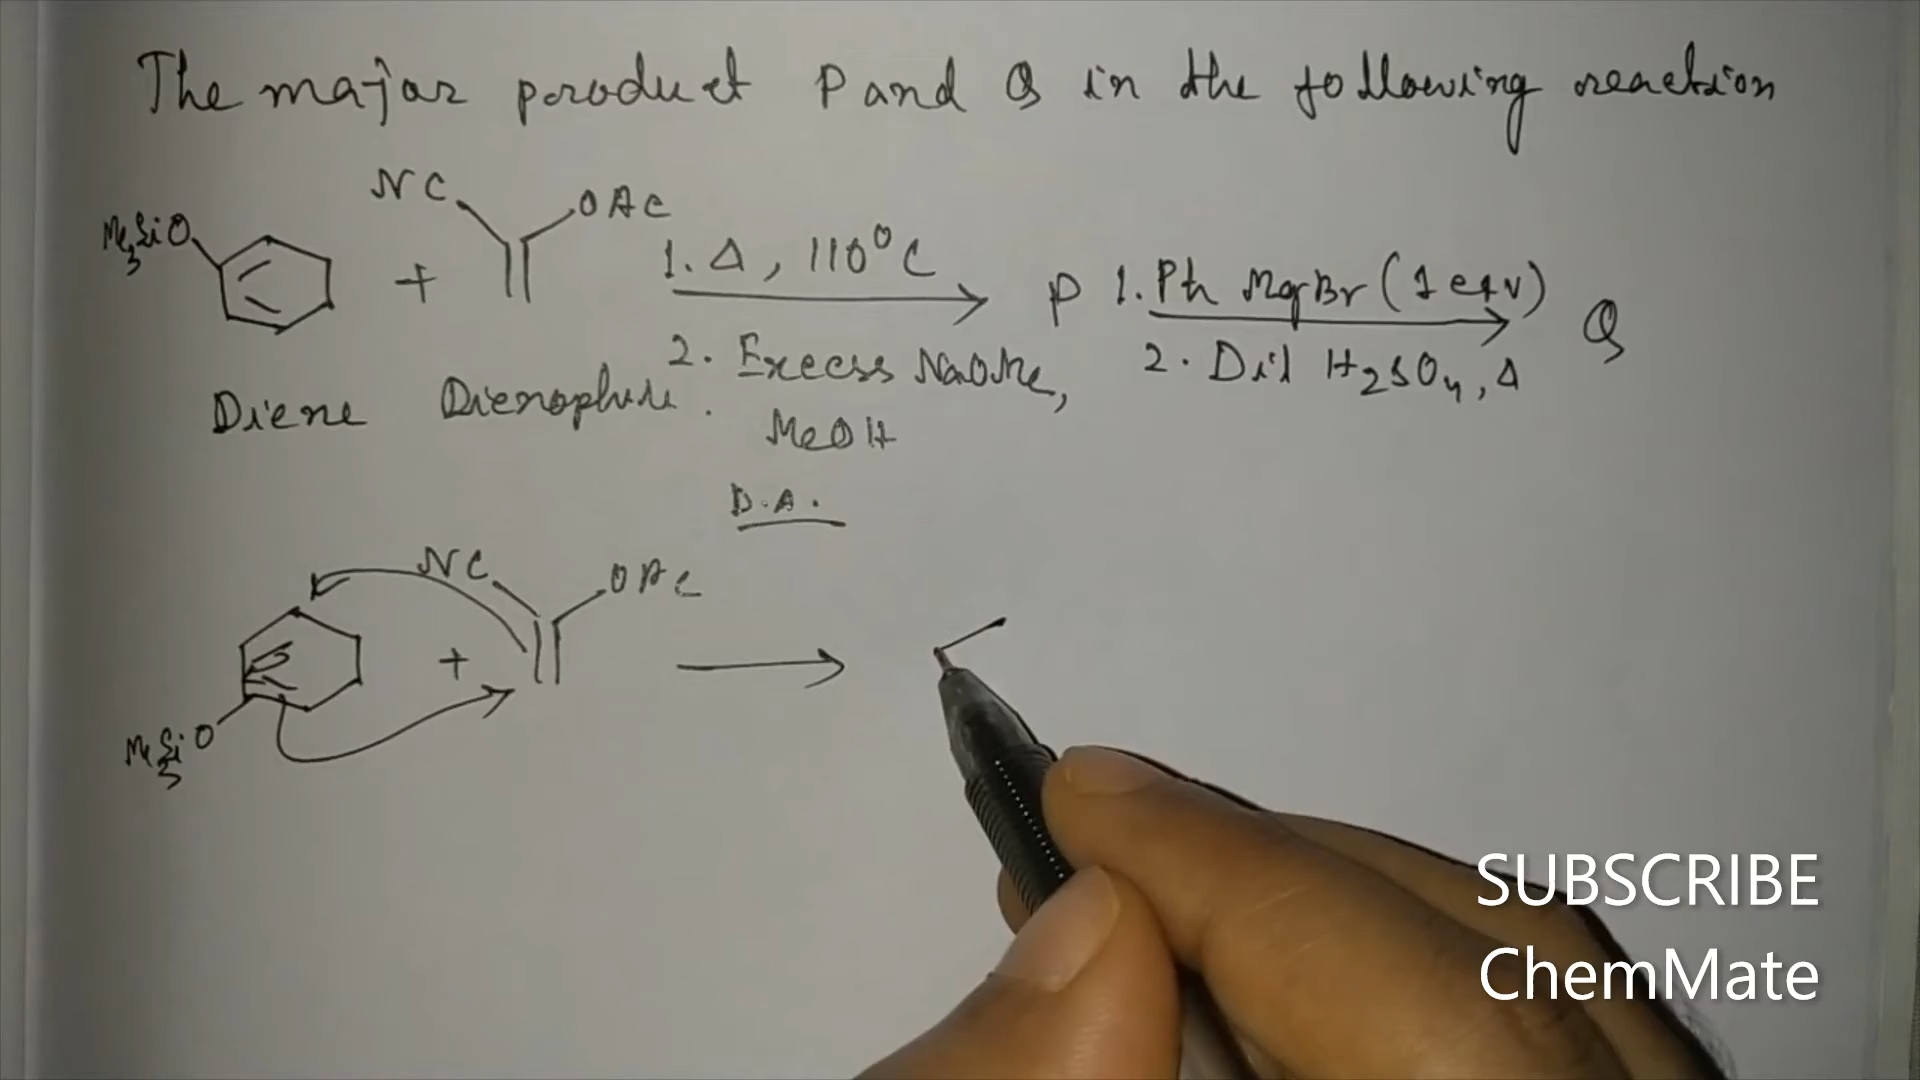 The major product P and Q in the following reaction
NC
OAc
Me3SiO
+
1. Δ, 110°C
P
1. Ph MgBr (1 eqv)
Q
2. Excess NaOMe,
MeOH
2. Dil H2SO4, Δ
Diene Dienophile.
D.A.
NC
OAc
+
Me3SiO
SUBSCRIBE
ChemMate